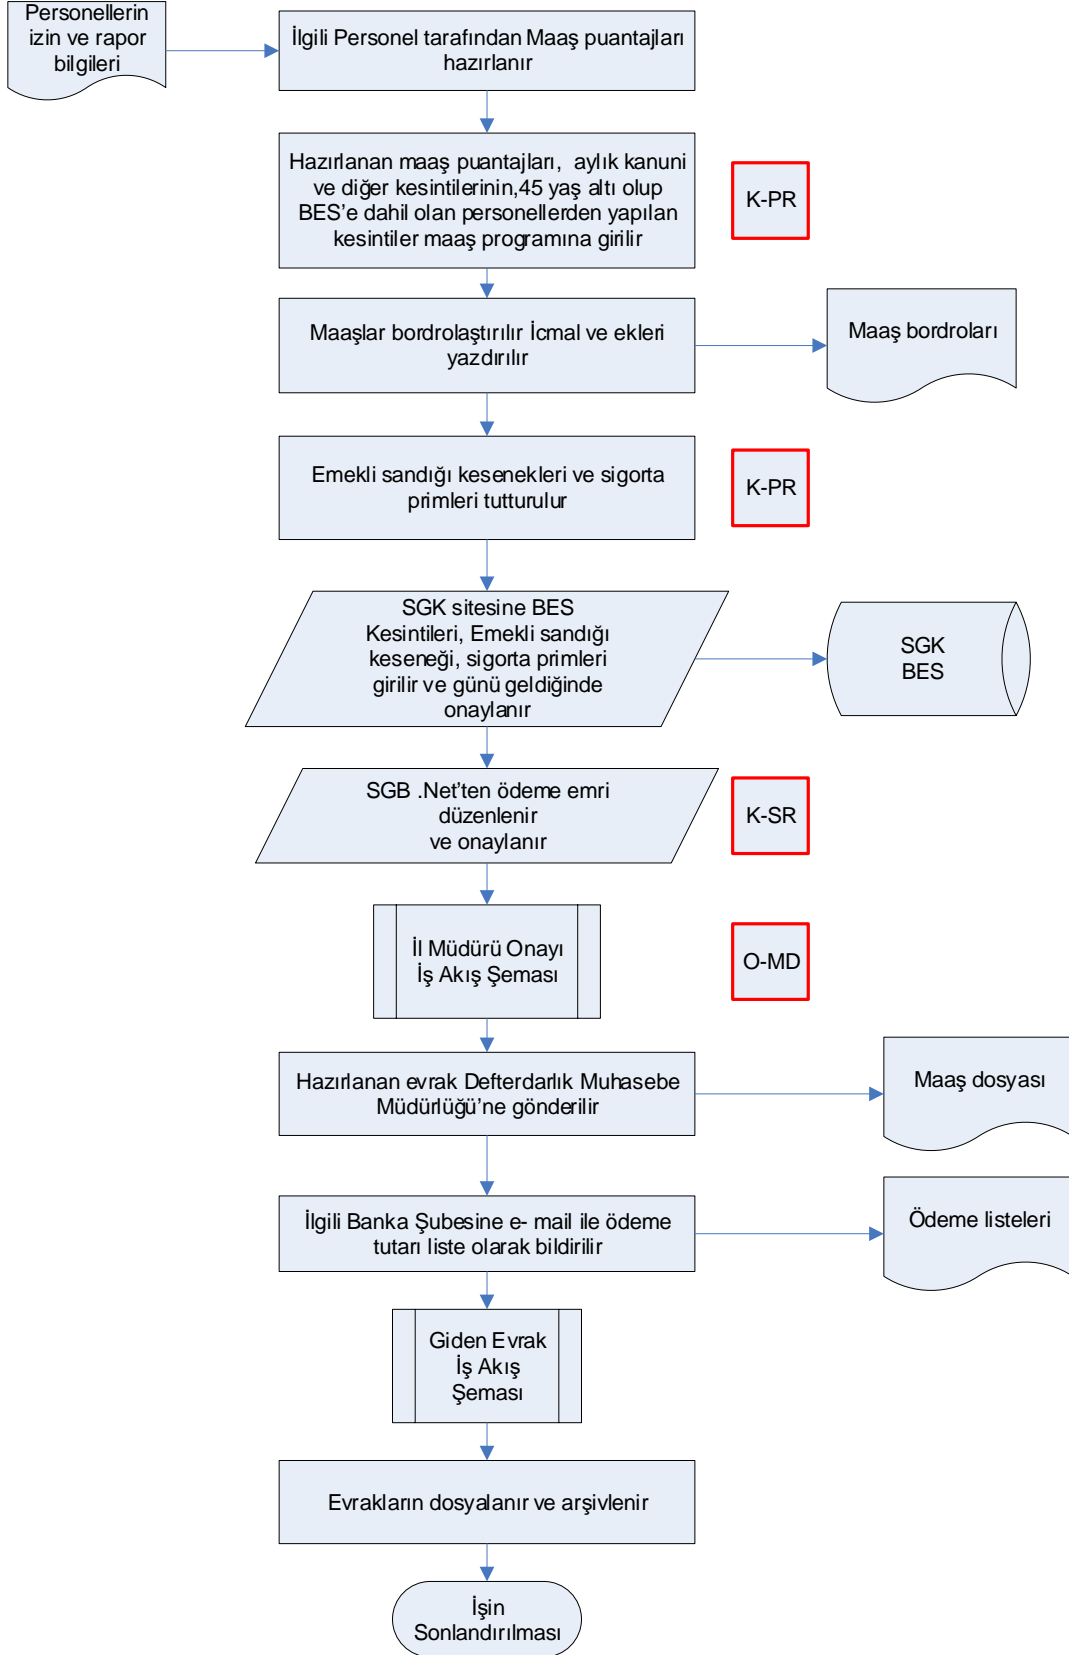 Personellerin
izin ve rapor
bilgileri
İlgili Personel tarafından Maaş puantajları
hazırlanır
Hazırlanan maaş puantajları,  aylık kanuni
ve diğer kesintilerinin,45 yaş altı olup
BES’e dahil olan personellerden yapılan
kesintiler maaş programına girilir
K-PR
Maaşlar bordrolaştırılır İcmal ve ekleri
yazdırılır
Maaş bordroları
Emekli sandığı kesenekleri ve sigorta
primleri tutturulur
K-PR
SGK sitesine BES
Kesintileri, Emekli sandığı
keseneği, sigorta primleri
girilir ve günü geldiğinde
onaylanır
SGK
BES
SGB .Net’ten ödeme emri
düzenlenir
ve onaylanır
K-SR
İl Müdürü Onayı
İş Akış Şeması
O-MD
Hazırlanan evrak Defterdarlık Muhasebe
Müdürlüğü’ne gönderilir
Maaş dosyası
İlgili Banka Şubesine e- mail ile ödeme
tutarı liste olarak bildirilir
Ödeme listeleri
Giden Evrak
İş Akış
Şeması
Evrakların dosyalanır ve arşivlenir
İşin
Sonlandırılması